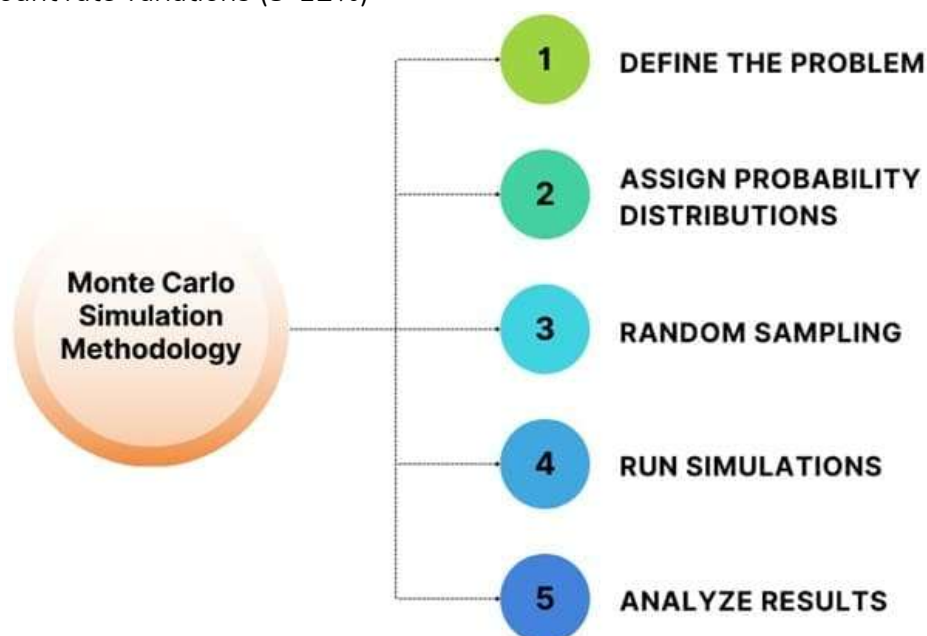 1
DEFINE THE PROBLEM
2
ASSIGN PROBABILITY
DISTRIBUTIONS
Monte Carlo
Simulation
Methodology
3
RANDOM SAMPLING
4
RUN SIMULATIONS
5
ANALYZE RESULTS